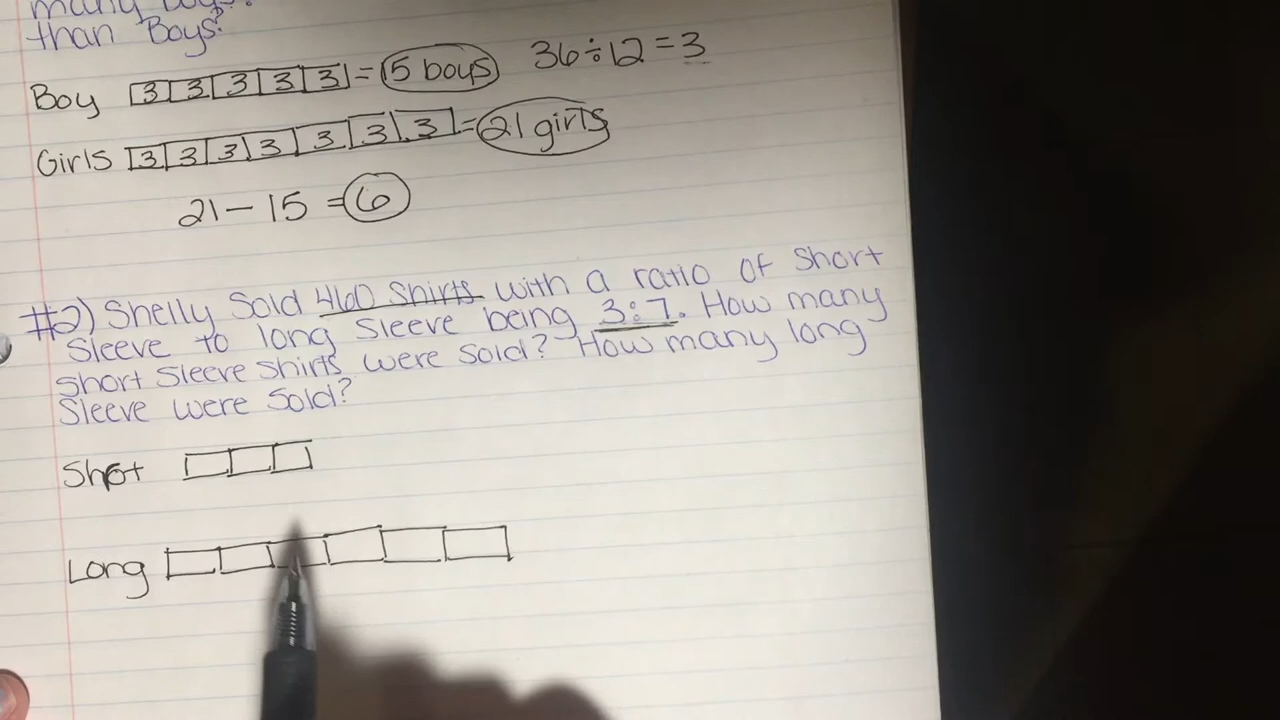 many boys?
than Boys?
Boy 3 3 3 3 3 = 15 boys 36÷12=3
Girls 3 3 3 3 3 3 3 = 21 girls
21-15=6
#2) Shelly Sold 460 Shirts with a ratio of Short
Sleeve to long Sleeve being 3:7. How many
Short Sleeve Shirts were Sold? How many long
Sleeve were Sold?
Short
Long